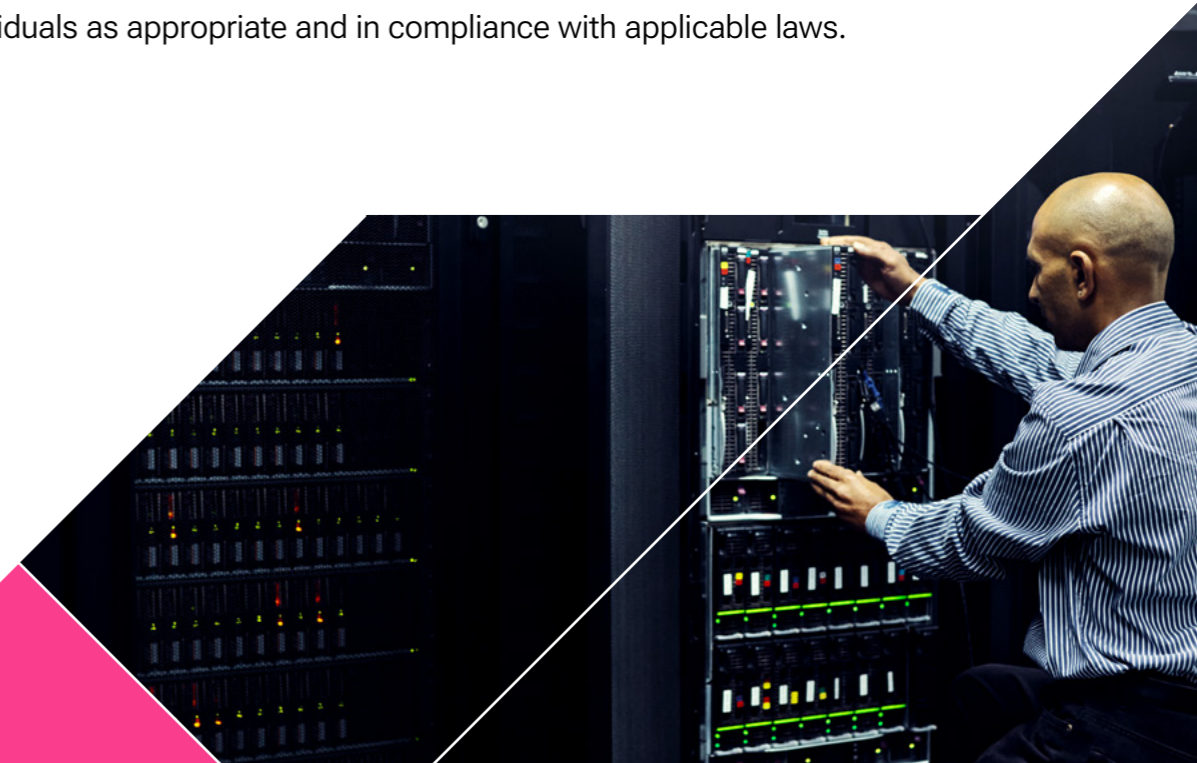 iduals as appropriate and in compliance with applicable laws.